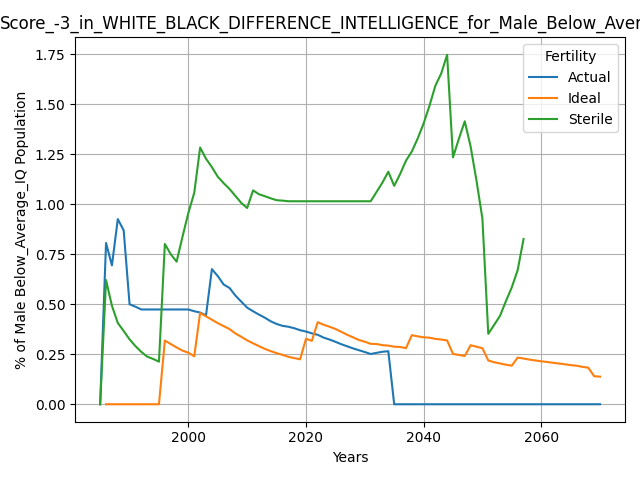 Score_-3_in_WHITE_BLACK_DIFFERENCE_INTELLIGENCE_for_Male_Below_Aver
Fertility
Actual
Ideal
Sterile
1.75
1.50
1.25
1.00
0.75
0.50
0.25
0.00
% of Male Below_Average_IQ Population
2000
2020
2040
2060
Years